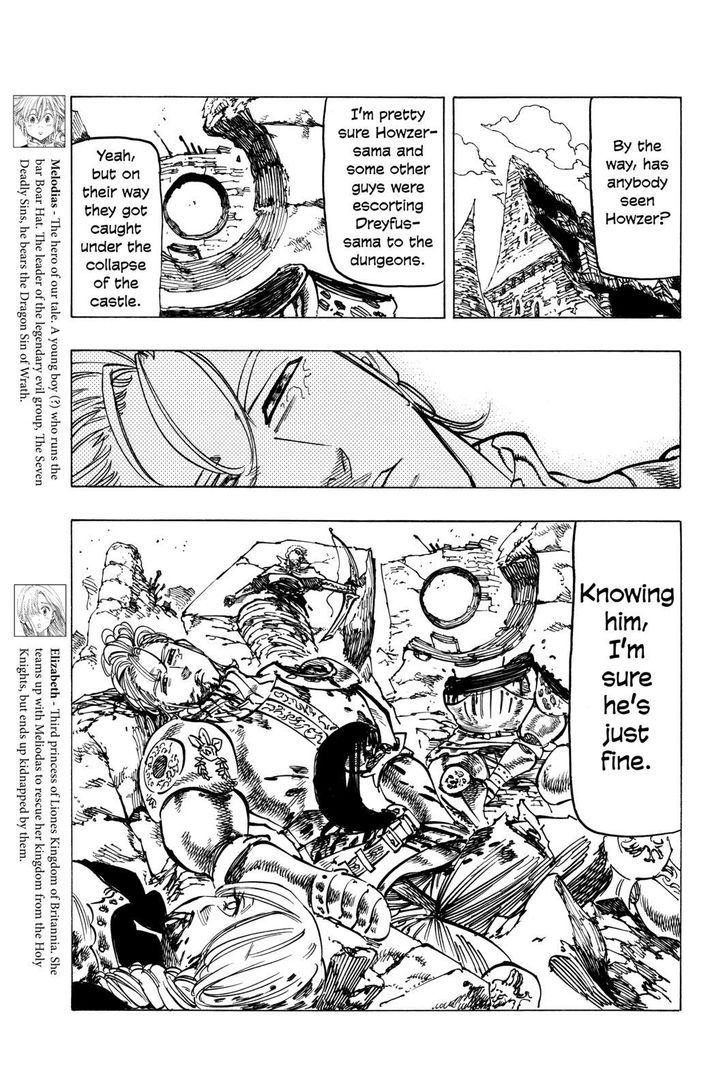 By the
way, has
anybody
seen
Howzer?
I'm pretty
sure Howzer-
sama and
some other
guys were
escorting
Dreyfus-
sama to the
dungeons.
Yeah,
but on
their way
they got
caught
under the
collapse
of the
castle.
Knowing
him,
I'm
sure
he's
just
fine.
Melodias - The hero of our tale. A young boy (?) who runs the
bar Boar Hat. The leader of the legendary evil group, The Seven
Deadly Sins, he bears the Dragon Sin of Wrath.
Elizabeth - Third princess of Liones Kingdom of Britannia. She
teams up with Meliodas to rescue her kingdom from the Holy
Knights, but ends up kidnapped by them.